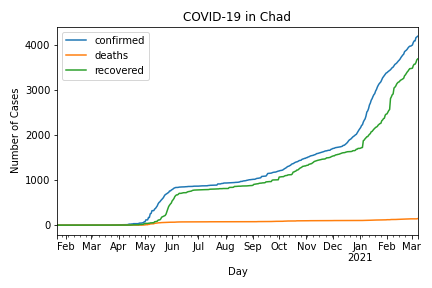 COVID-19 in Chad
confirmed
deaths
recovered
Number of Cases
4000
3000
2000
1000
0
Feb Mar Apr May Jun Jul Aug Sep Oct Nov Dec Jan Feb Mar
2021
Day